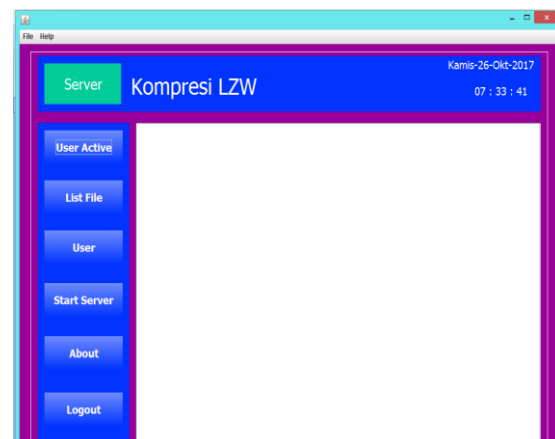 File Help
Server
Kompresi LZW
Kamis-26-Okt-2017
07 : 33 : 41
User Active
List File
User
Start Server
About
Logout